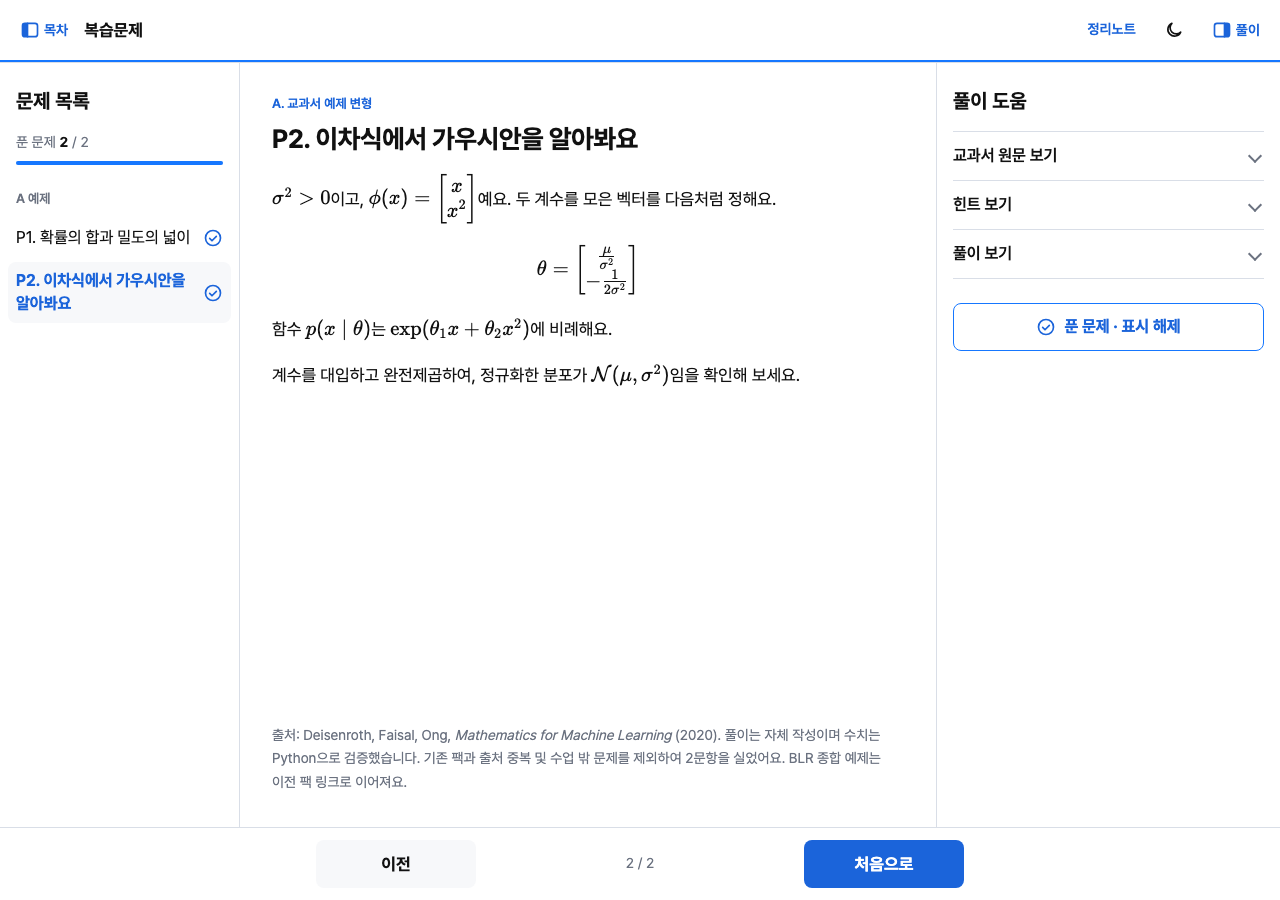 목차 복습문제 정리노트 풀이
문제 목록
푼 문제 2 / 2
A 예제
P1. 확률의 합과 밀도의 넓이
P2. 이차식에서 가우시안을
알아봐요
A. 교과서 예제 변형
P2. 이차식에서 가우시안을 알아봐요
σ² > 0이고, ϕ(x) = [x; x²] 예요. 두 계수를 모은 벡터를 다음처럼 정해요.
θ = [μ/σ²; −1/(2σ²)]
함수 p(x ∣ θ)는 exp(θ₁x + θ₂x²)에 비례해요.
계수를 대입하고 완전제곱하여, 정규화한 분포가 𝒩(μ, σ²)임을 확인해 보세요.
출처: Deisenroth, Faisal, Ong, Mathematics for Machine Learning (2020). 풀이는 자체 작성이며 수치는
Python으로 검증했습니다. 기존 팩과 출처 중복 및 수업 밖 문제를 제외하여 2문항을 실었어요. BLR 종합 예제는
이전 팩 링크로 이어져요.
풀이 도움
교과서 원문 보기
힌트 보기
풀이 보기
푼 문제 · 표시 해제
이전
2 / 2
처음으로